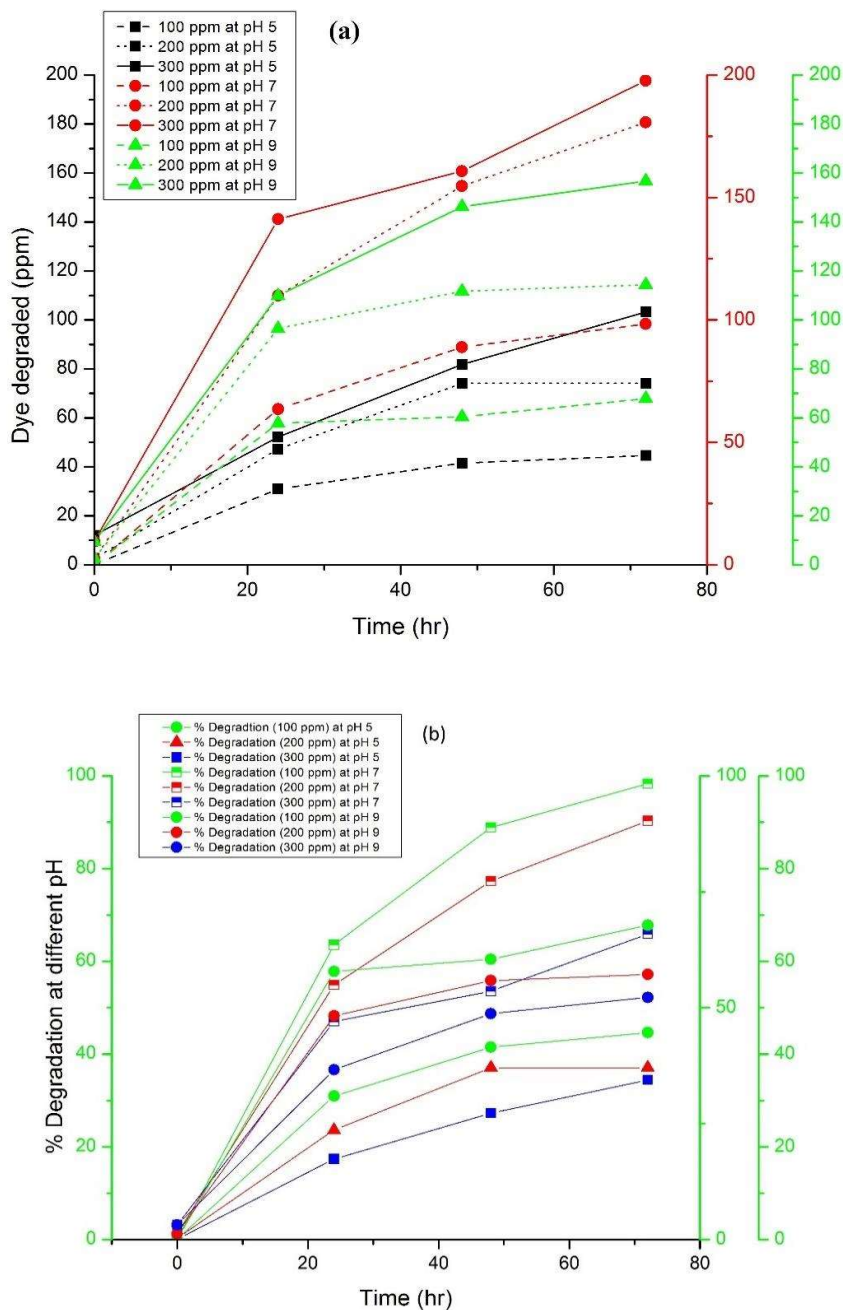 (a)
100 ppm at pH 5
200 ppm at pH 5
300 ppm at pH 5
100 ppm at pH 7
200 ppm at pH 7
300 ppm at pH 7
100 ppm at pH 9
200 ppm at pH 9
300 ppm at pH 9
Dye degraded (ppm)
200
180
160
140
120
100
80
60
40
20
0
200
150
100
50
0
200
180
160
140
120
100
80
60
40
20
0
0 20 40 60 80
Time (hr)
(b)
% Degradtion (100 ppm) at pH 5
% Degradation (200 ppm) at pH 5
% Degradation (300 ppm) at pH 5
% Degradation (100 ppm) at pH 7
% Degradation (200 ppm) at pH 7
% Degradation (300 ppm) at pH 7
% Degradation (100 ppm) at pH 9
% Degradation (200 ppm) at pH 9
% Degradation (300 ppm) at pH 9
% Degradation at different pH
100
80
60
40
20
0
100
50
0
100
80
60
40
20
0
0 20 40 60 80
Time (hr)